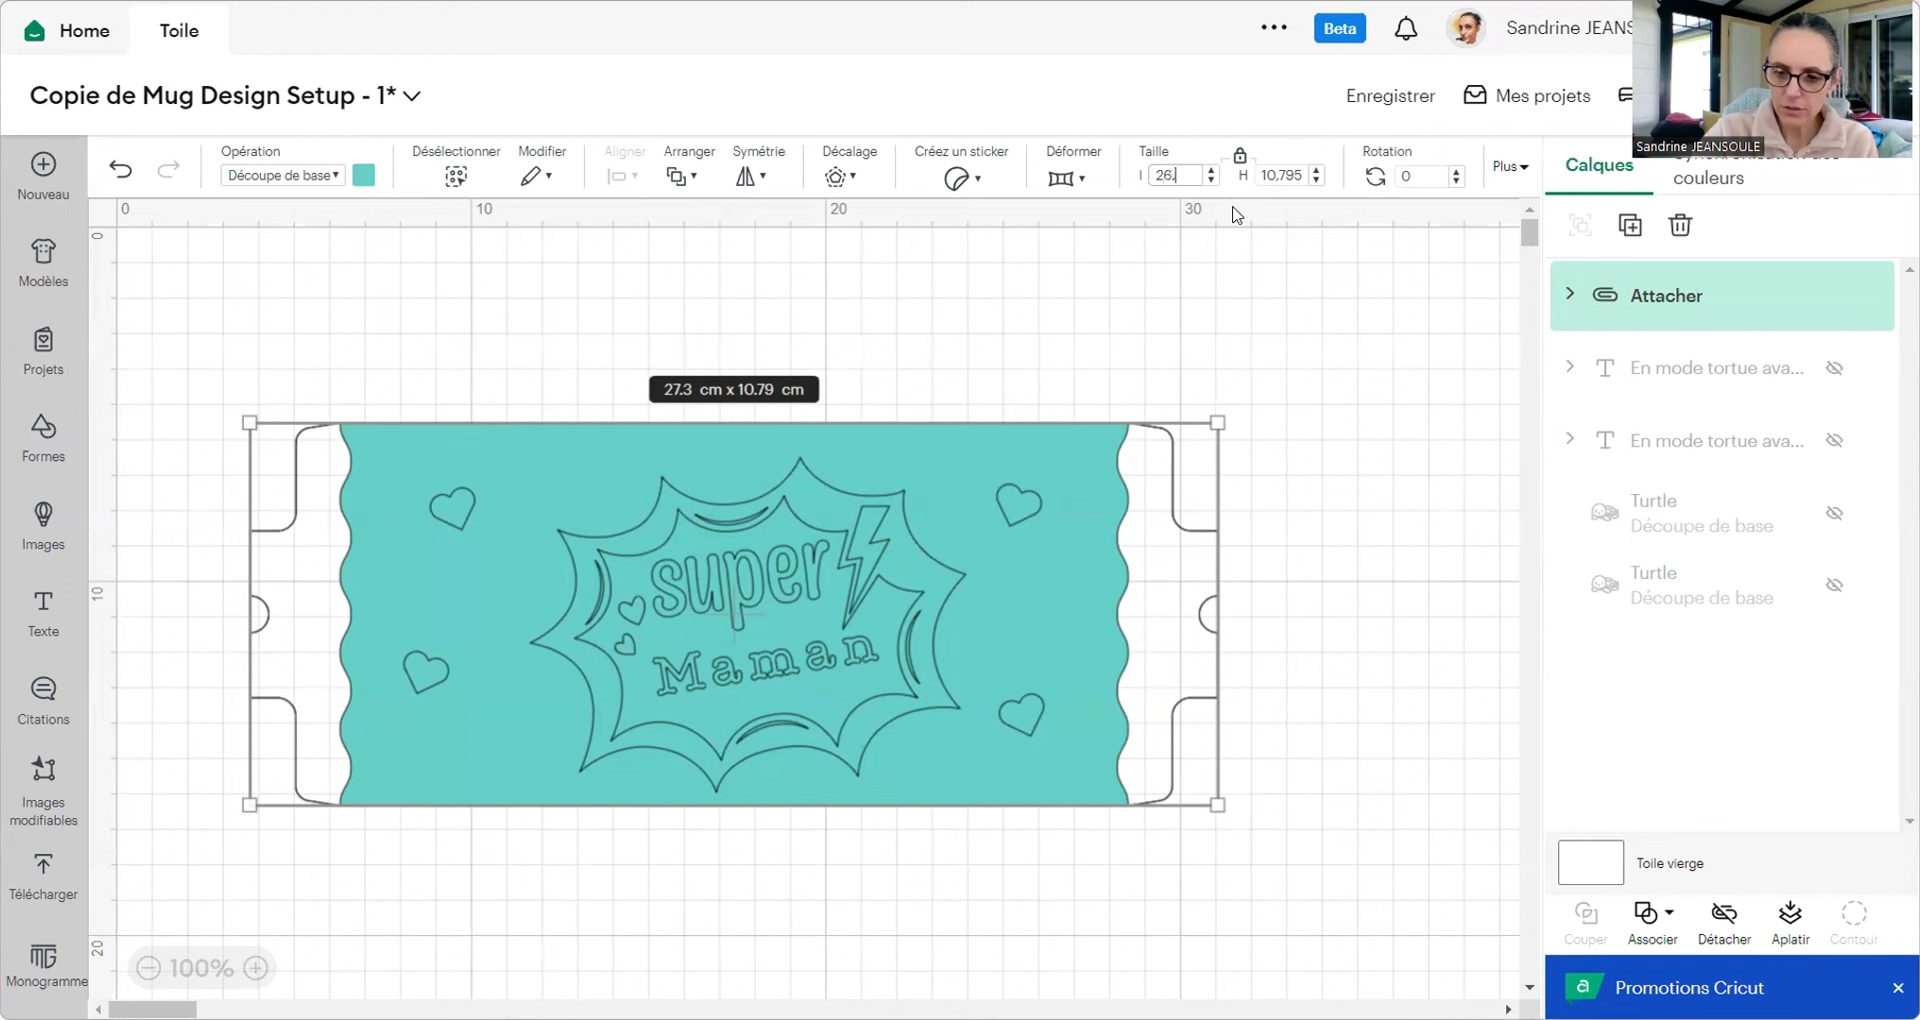 Home
Toile
Beta
Sandrine JEANS
Copie de Mug Design Setup - 1*
Enregistrer
Mes projets
Sandrine JEANSOULE
Opération
Découpe de base
Désélectionner
Modifier
Aligner
Arranger
Symétrie
Décalage
Créez un sticker
Déformer
Taille
l 26,
H 10,795
Rotation
0
Plus
Calques
couleurs
Nouveau
Modèles
Projets
Formes
Images
Texte
Citations
Images
modifiables
Télécharger
MG
Monogramme
0
10
20
30
0
10
20
27.3 cm x 10.79 cm
super
Maman
100%
Attacher
En mode tortue ava...
En mode tortue ava...
Turtle
Découpe de base
Turtle
Découpe de base
Toile vierge
Couper
Associer
Détacher
Aplatir
Contour
a
Promotions Cricut